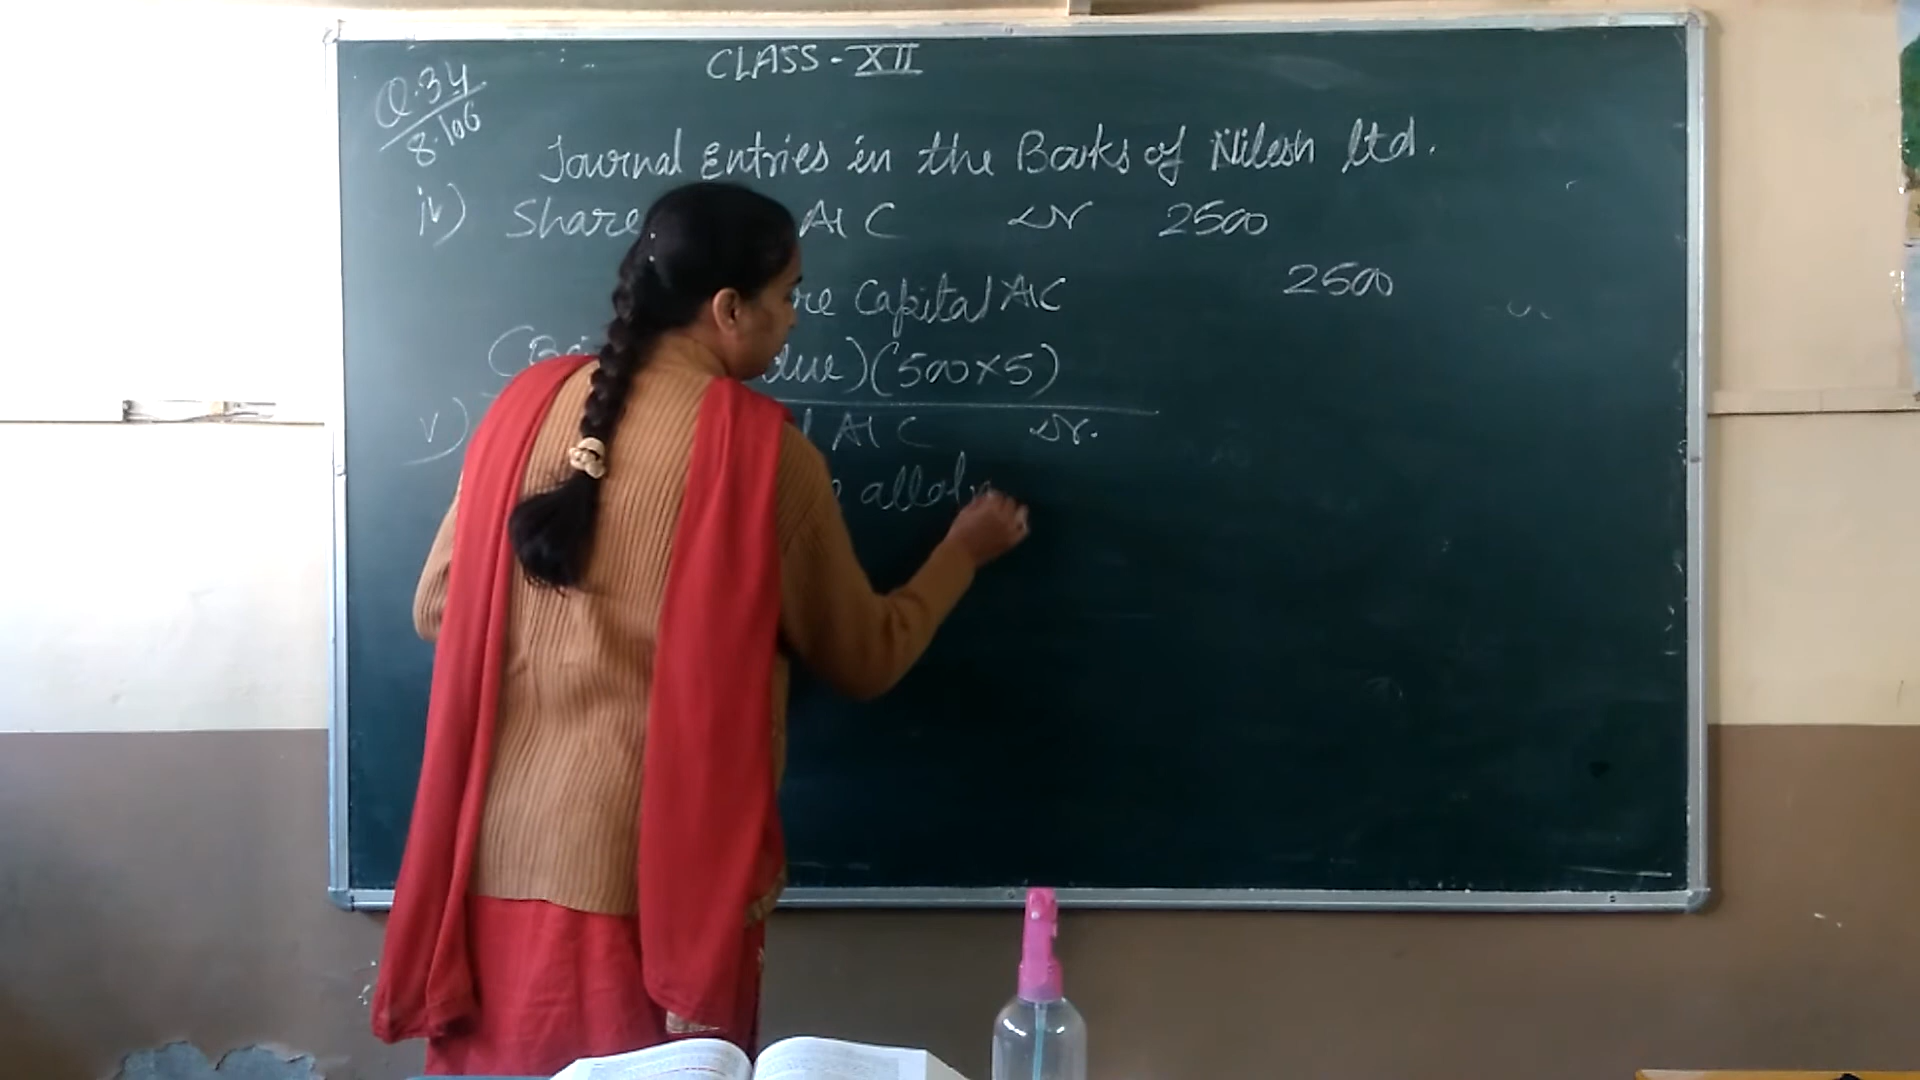 CLASS - XII
Q.34
8.106
Journal Entries in the Books of Nilesh ltd.
iv) Share A/C Dr 2500
re Capital A/C 2500
due) (500×5)
v) l A/C Dr.
e allot